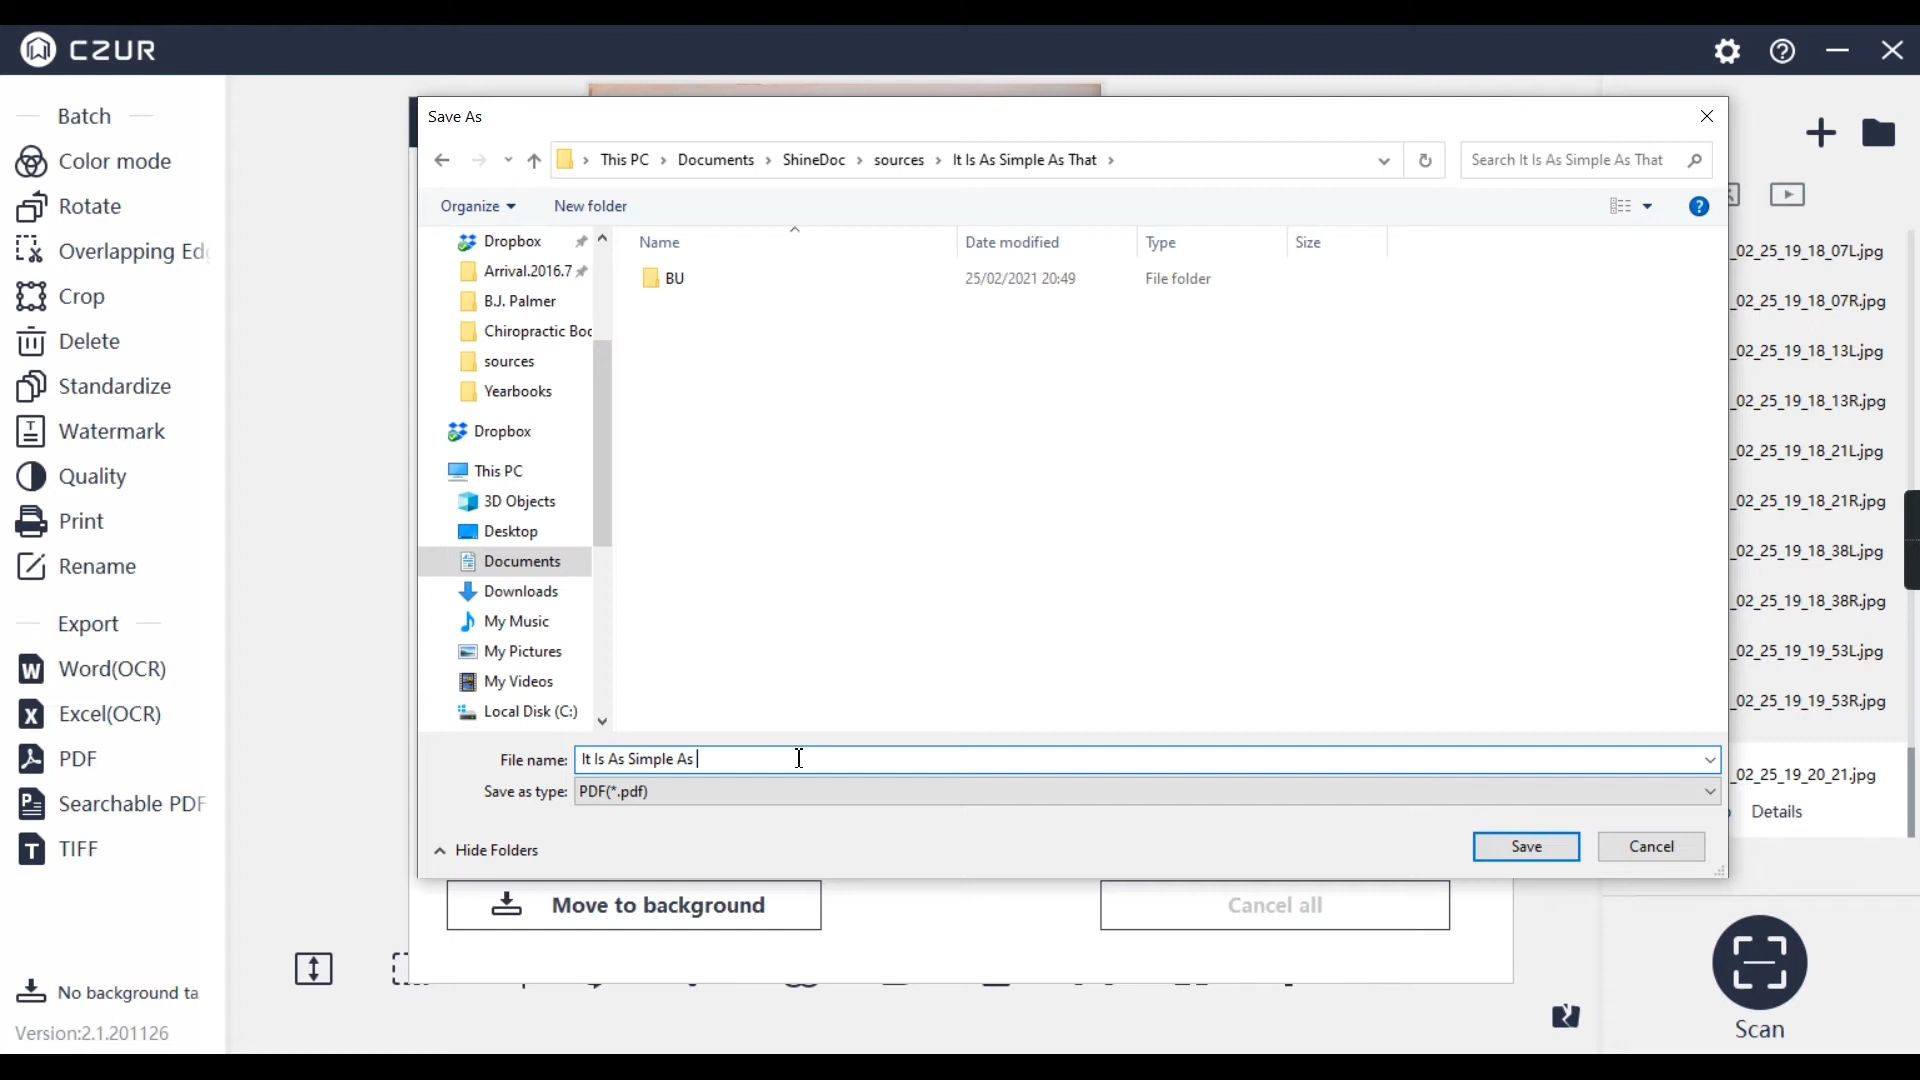 CZUR
Batch
Color mode
Rotate
Overlapping Ed
Crop
Delete
Standardize
Watermark
Quality
Print
Rename
Export
Word(OCR)
Excel(OCR)
PDF
Searchable PDF
TIFF
No background ta
Version:2.1.201126
Save As
This PC > Documents > ShineDoc > sources > It Is As Simple As That >
Search It Is As Simple As That
Organize
New folder
Dropbox
Arrival.2016.7
B.J. Palmer
Chiropractic Boo
sources
Yearbooks
Dropbox
This PC
3D Objects
Desktop
Documents
Downloads
My Music
My Pictures
My Videos
Local Disk (C:)
Name Date modified Type Size
BU 25/02/2021 20:49 File folder
File name: It Is As Simple As
Save as type: PDF(*.pdf)
Hide Folders
Save
Cancel
Move to background
Cancel all
_02_25_19_18_07L.jpg
_02_25_19_18_07R.jpg
_02_25_19_18_13L.jpg
_02_25_19_18_13R.jpg
_02_25_19_18_21L.jpg
_02_25_19_18_21R.jpg
_02_25_19_18_38L.jpg
_02_25_19_18_38R.jpg
_02_25_19_19_53L.jpg
_02_25_19_19_53R.jpg
_02_25_19_20_21.jpg
Details
Scan